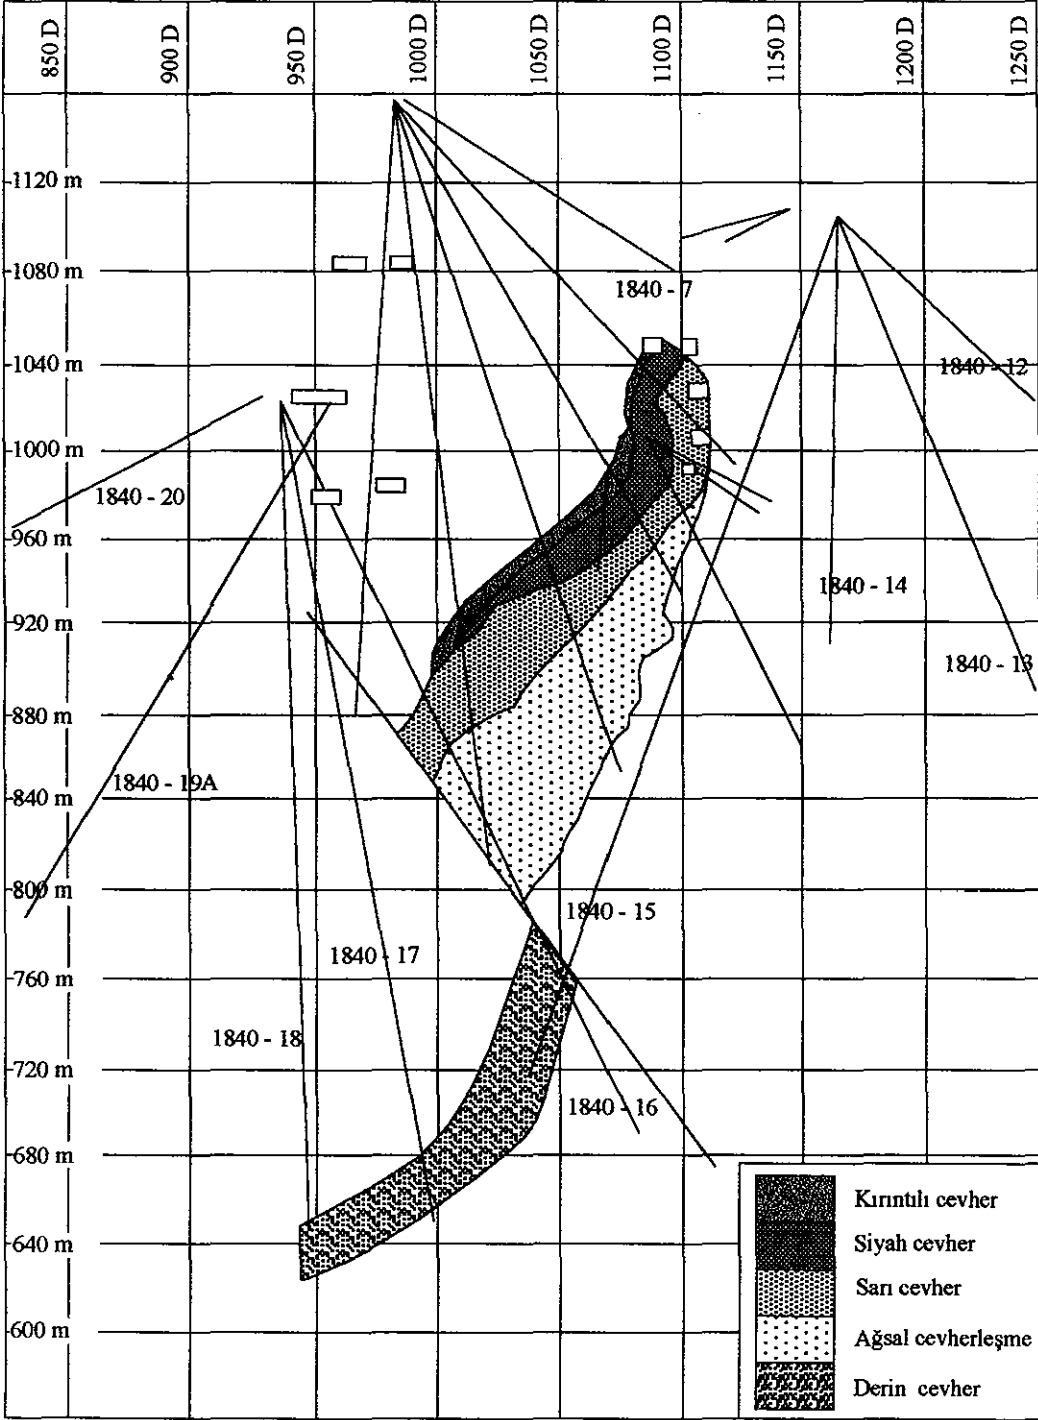 850 D
900 D
950 D
1000 D
1050 D
1100 D
1150 D
1200 D
1250 D
1120 m
1080 m
1840 - 7
1040 m
1840 - 12
1000 m
1840 - 20
960 m
1840 - 14
920 m
1840 - 13
880 m
1840 - 19A
840 m
800 m
1840 - 15
1840 - 17
760 m
1840 - 18
720 m
1840 - 16
680 m
640 m
600 m
Kırıntılı cevher
Siyah cevher
Sarı cevher
Ağsal cevherleşme
Derin cevher